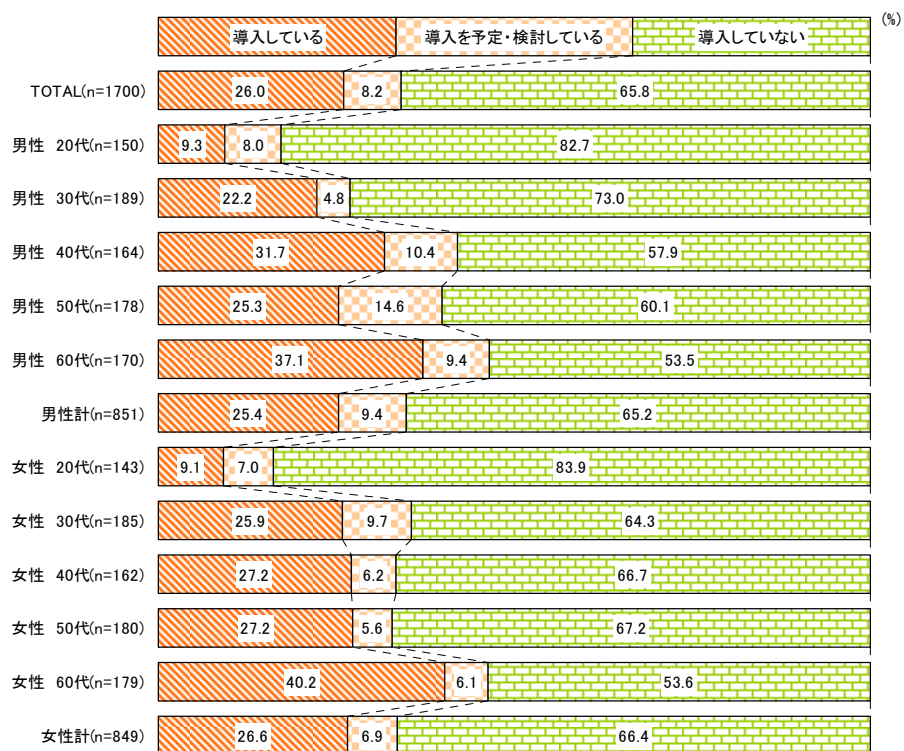 (%)
導入している 導入を予定・検討している 導入していない
TOTAL(n=1700) 26.0 8.2 65.8
男性 20代(n=150) 9.3 8.0 82.7
男性 30代(n=189) 22.2 4.8 73.0
男性 40代(n=164) 31.7 10.4 57.9
男性 50代(n=178) 25.3 14.6 60.1
男性 60代(n=170) 37.1 9.4 53.5
男性計(n=851) 25.4 9.4 65.2
女性 20代(n=143) 9.1 7.0 83.9
女性 30代(n=185) 25.9 9.7 64.3
女性 40代(n=162) 27.2 6.2 66.7
女性 50代(n=180) 27.2 5.6 67.2
女性 60代(n=179) 40.2 6.1 53.6
女性計(n=849) 26.6 6.9 66.4